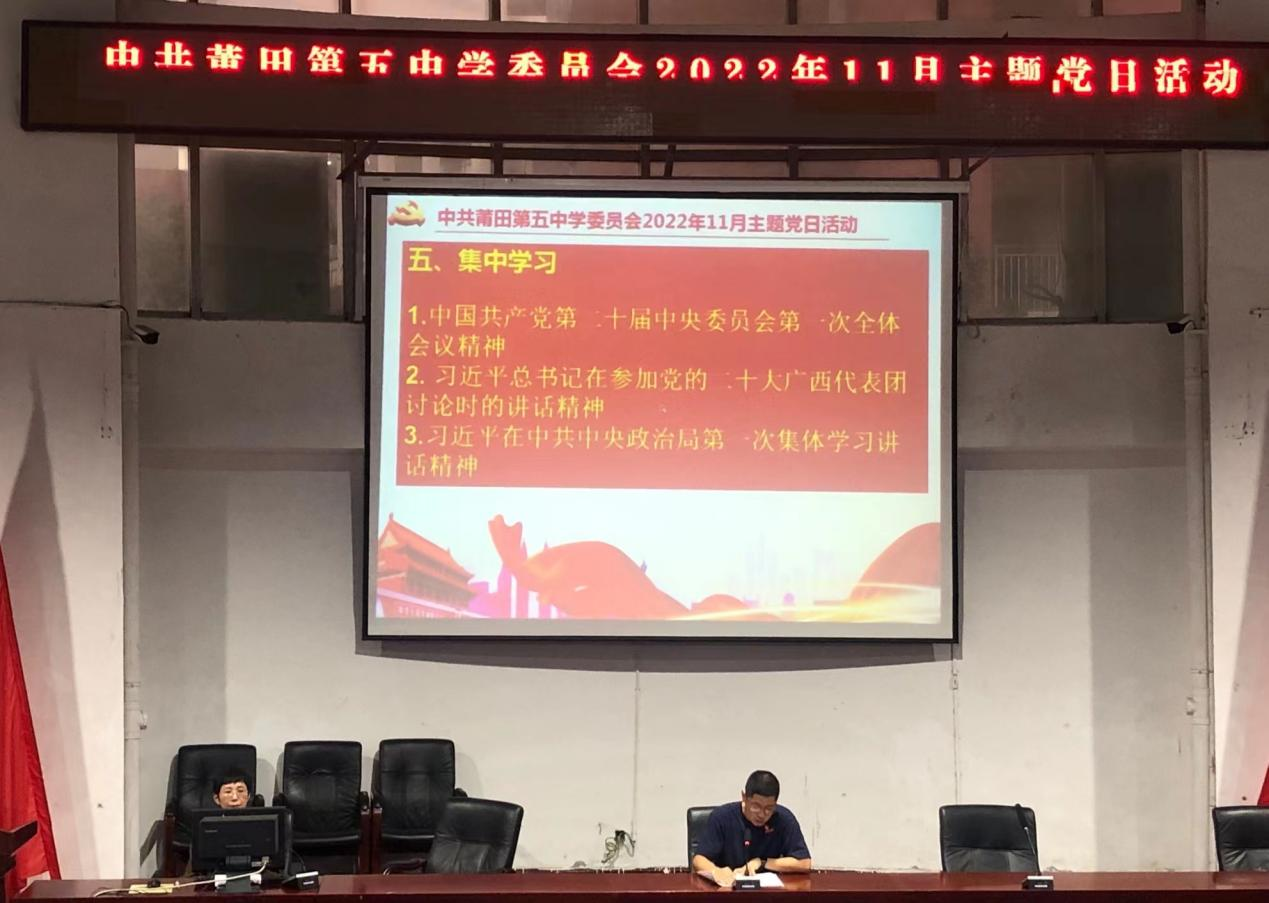 中共莆田第五中学委员会2022年11月主题党日活动
中共莆田第五中学委员会2022年11月主题党日活动
五、集中学习
1.中国共产党第二十届中央委员会第一次全体
会议精神
2. 习近平总书记在参加党的二十大广西代表团
讨论时的讲话精神
3.习近平在中共中央政治局第一次集体学习讲
话精神